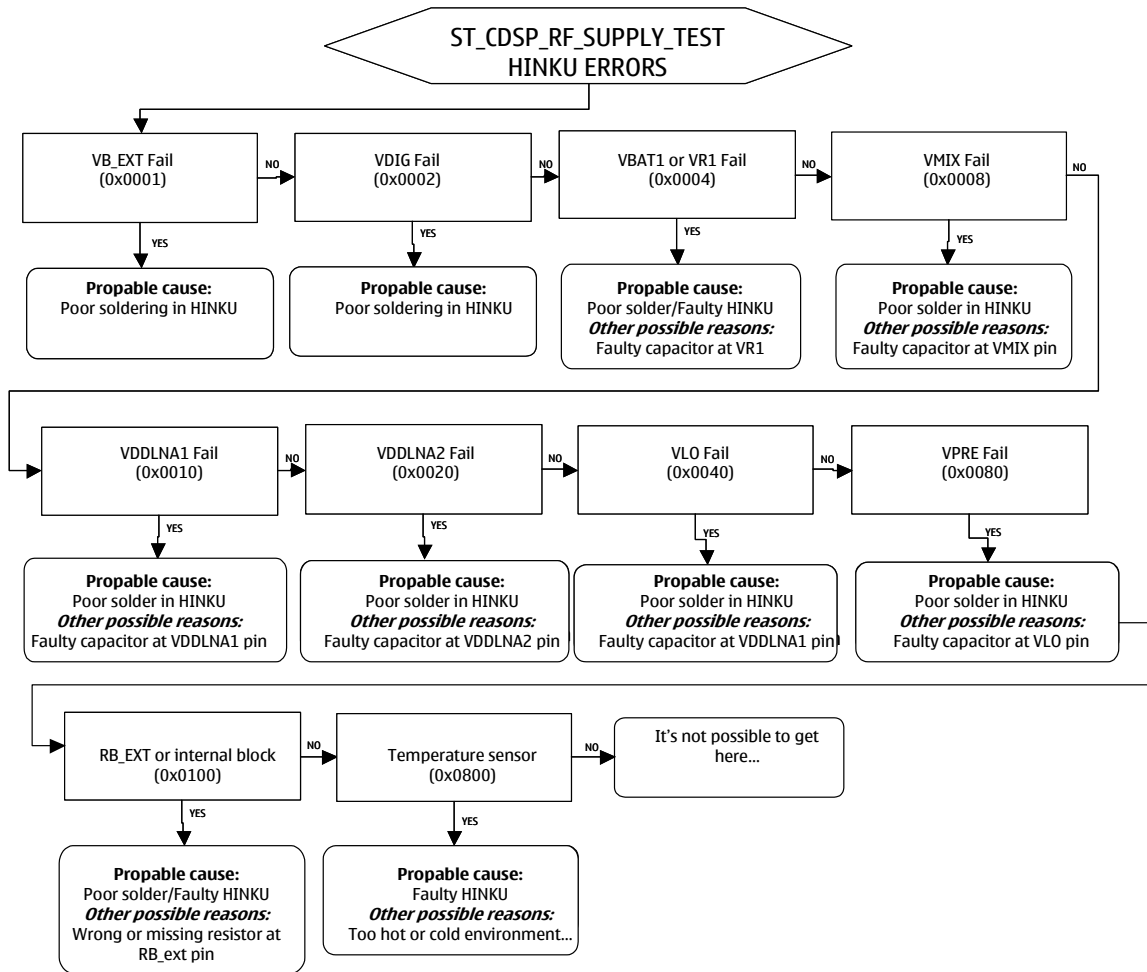 ST_CDSP_RF_SUPPLY_TEST
HINKU ERRORS
VB_EXT Fail
(0x0001)
NO
VDIG Fail
(0x0002)
NO
VBAT1 or VR1 Fail
(0x0004)
NO
VMIX Fail
(0x0008)
NO
YES
YES
YES
YES
Propable cause:
Poor soldering in HINKU
Propable cause:
Poor soldering in HINKU
Propable cause:
Poor solder/Faulty HINKU
Other possible reasons:
Faulty capacitor at VR1
Propable cause:
Poor solder in HINKU
Other possible reasons:
Faulty capacitor at VMIX pin
VDDLNA1 Fail
(0x0010)
NO
VDDLNA2 Fail
(0x0020)
NO
VLO Fail
(0x0040)
NO
VPRE Fail
(0x0080)
YES
YES
YES
YES
Propable cause:
Poor solder in HINKU
Other possible reasons:
Faulty capacitor at VDDLNA1 pin
Propable cause:
Poor solder in HINKU
Other possible reasons:
Faulty capacitor at VDDLNA2 pin
Propable cause:
Poor solder in HINKU
Other possible reasons:
Faulty capacitor at VDDLNA1 pin
Propable cause:
Poor solder in HINKU
Other possible reasons:
Faulty capacitor at VLO pin
RB_EXT or internal block
(0x0100)
NO
Temperature sensor
(0x0800)
NO
It's not possible to get
here...
YES
YES
Propable cause:
Poor solder/Faulty HINKU
Other possible reasons:
Wrong or missing resistor at
RB_ext pin
Propable cause:
Faulty HINKU
Other possible reasons:
Too hot or cold environment...